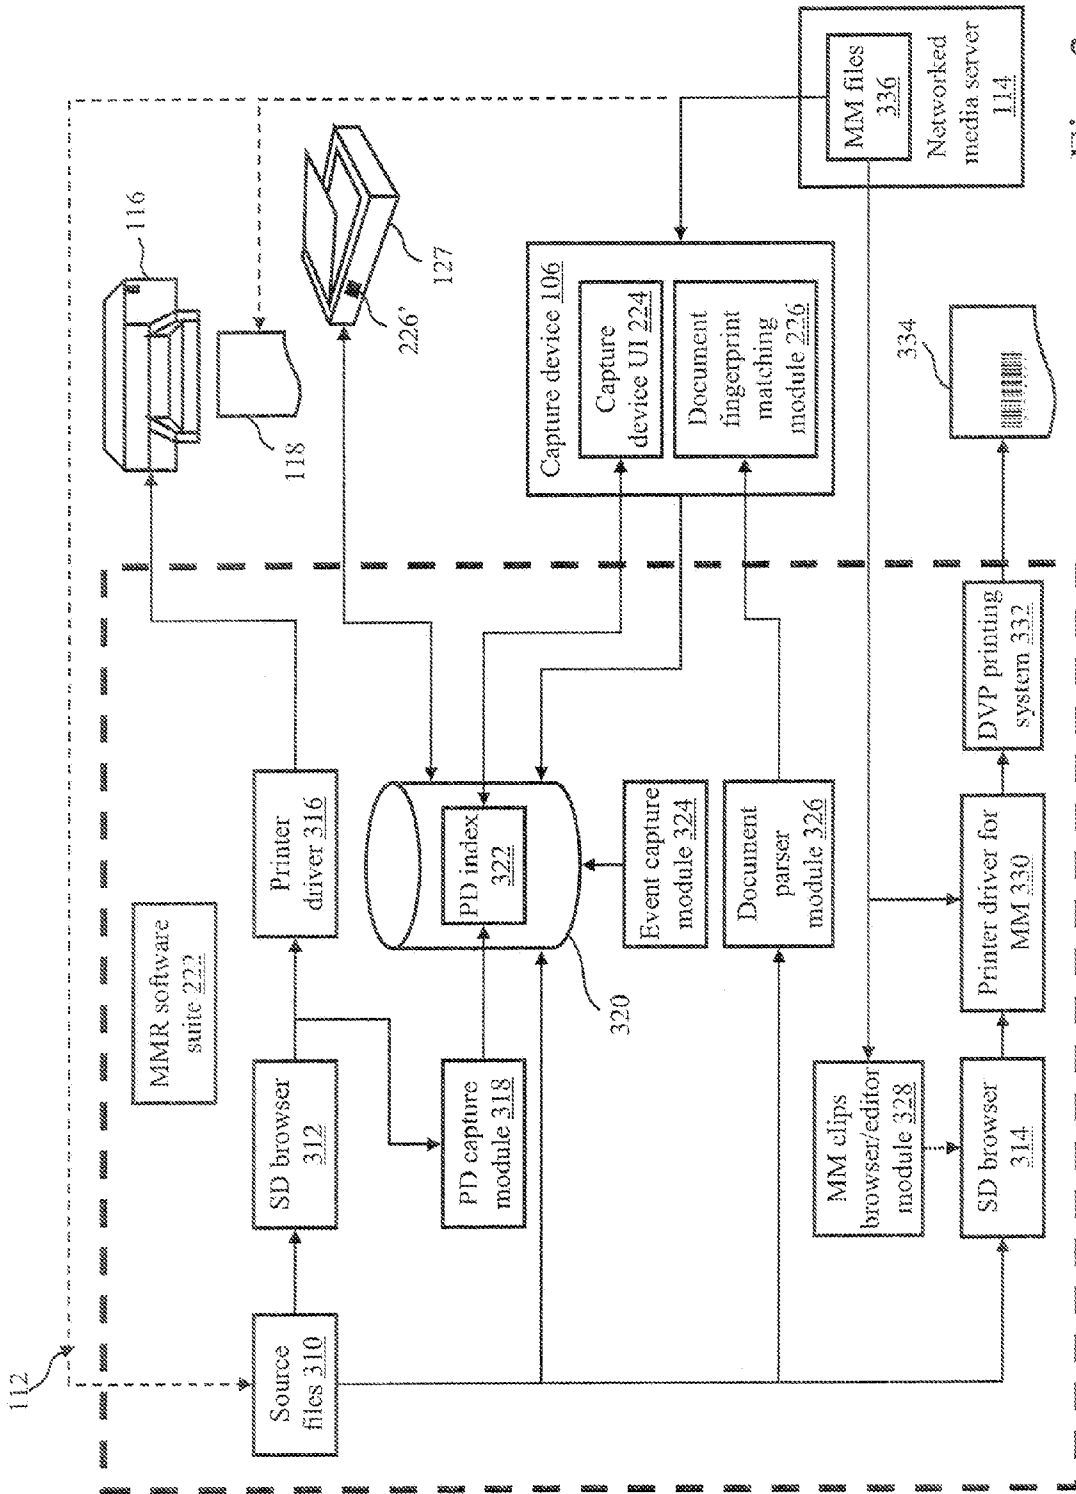 112
MMR software
suite 222
Source
files 310
SD browser
312
Printer
driver 316
116
118
PD capture
module 318
PD index
322
320
226'
127
Event capture
module 324
Capture device 106
Capture
device UI 224
Document
fingerprint
matching
module 226
Document
parser
module 326
MM clips
browser/editor
module 328
SD browser
314
Printer driver for
MM 330
DVP printing
system 332
334
MM files
336
Networked
media server
114